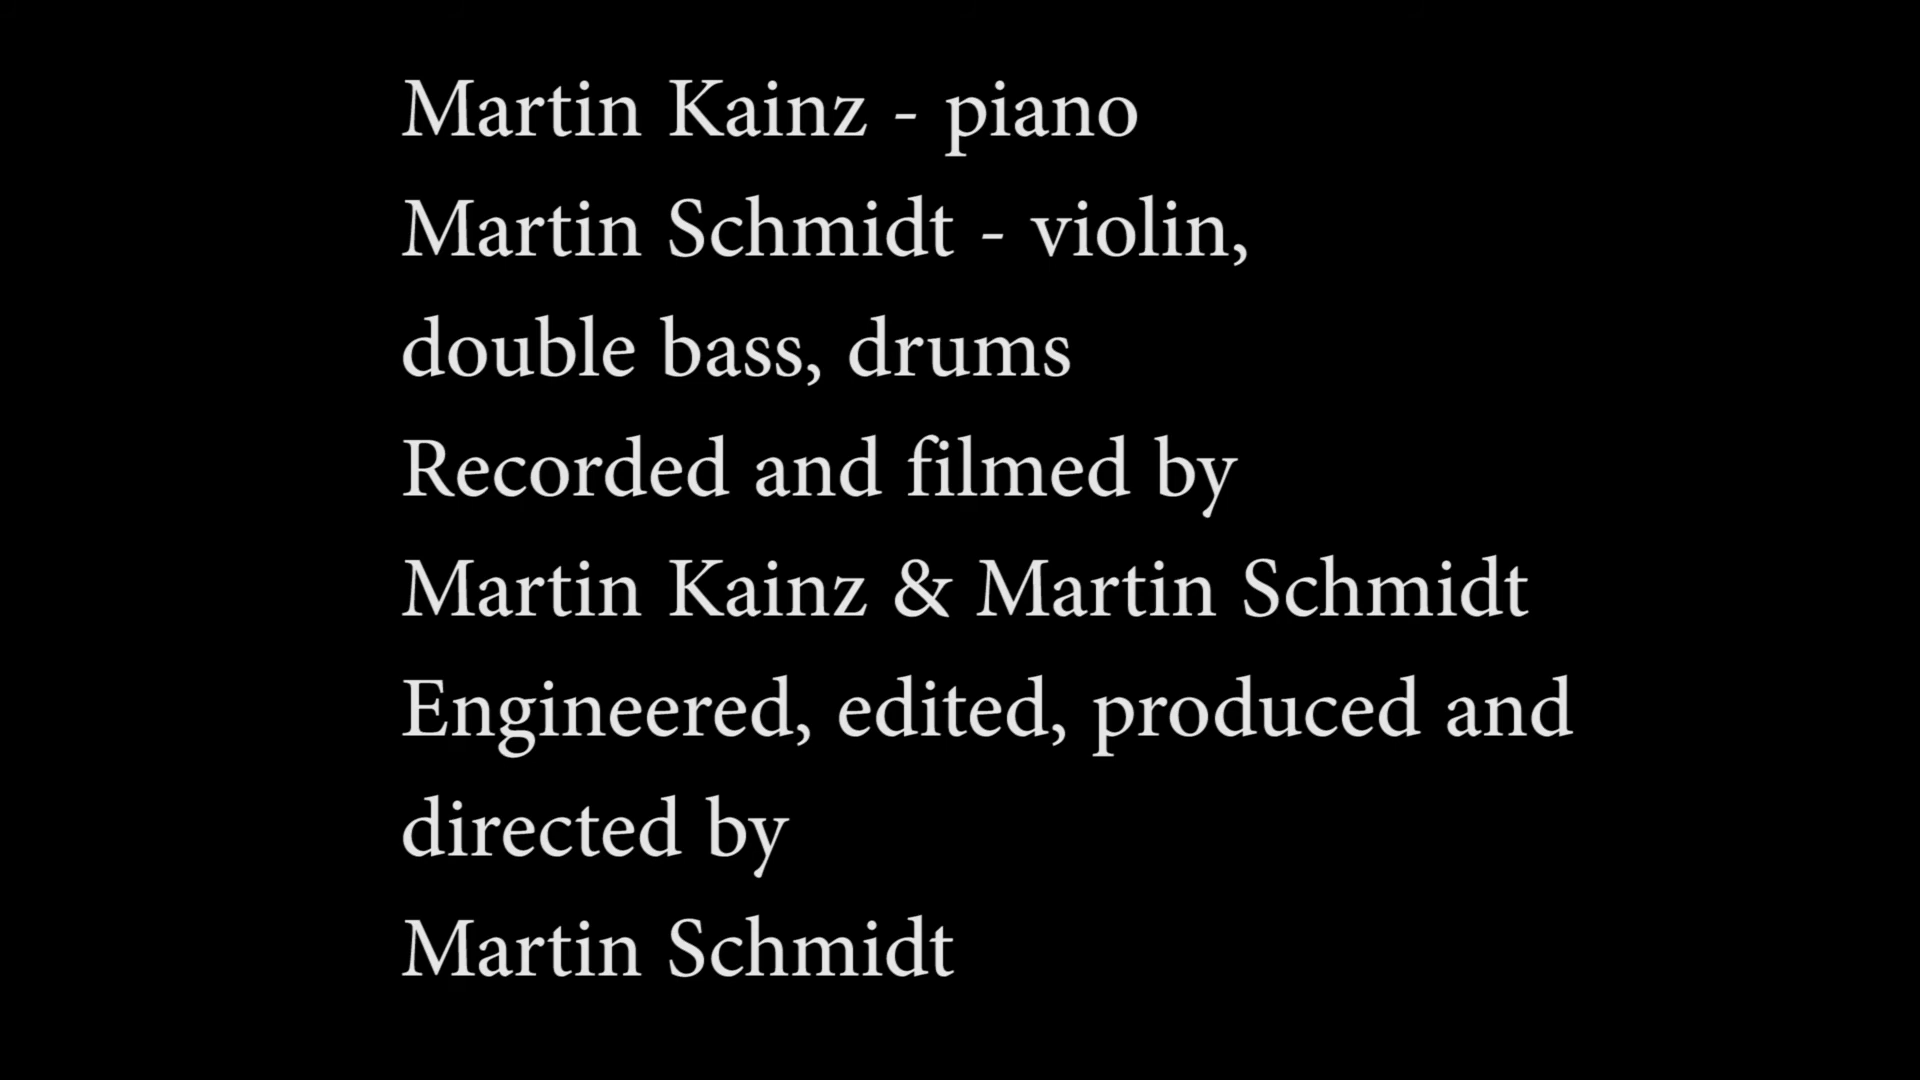 Martin Kainz - piano
Martin Schmidt - violin,
double bass, drums
Recorded and filmed by
Martin Kainz & Martin Schmidt
Engineered, edited, produced and
directed by
Martin Schmidt